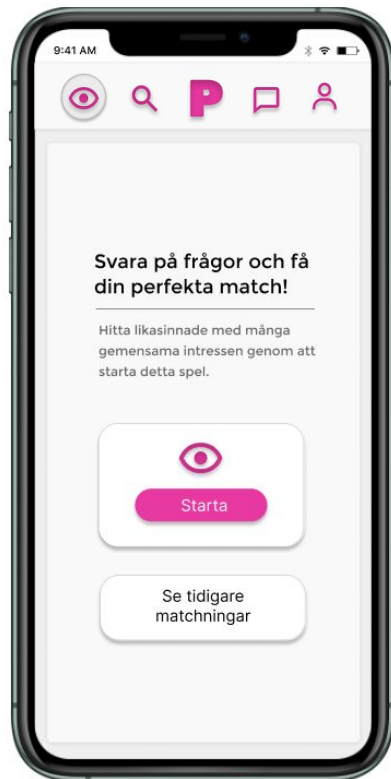 9:41 AM
P
Svara på frågor och få
din perfekta match!
Hitta likasinnade med många
gemensama intressen genom att
starta detta spel.
Starta
Se tidigare
matchningar